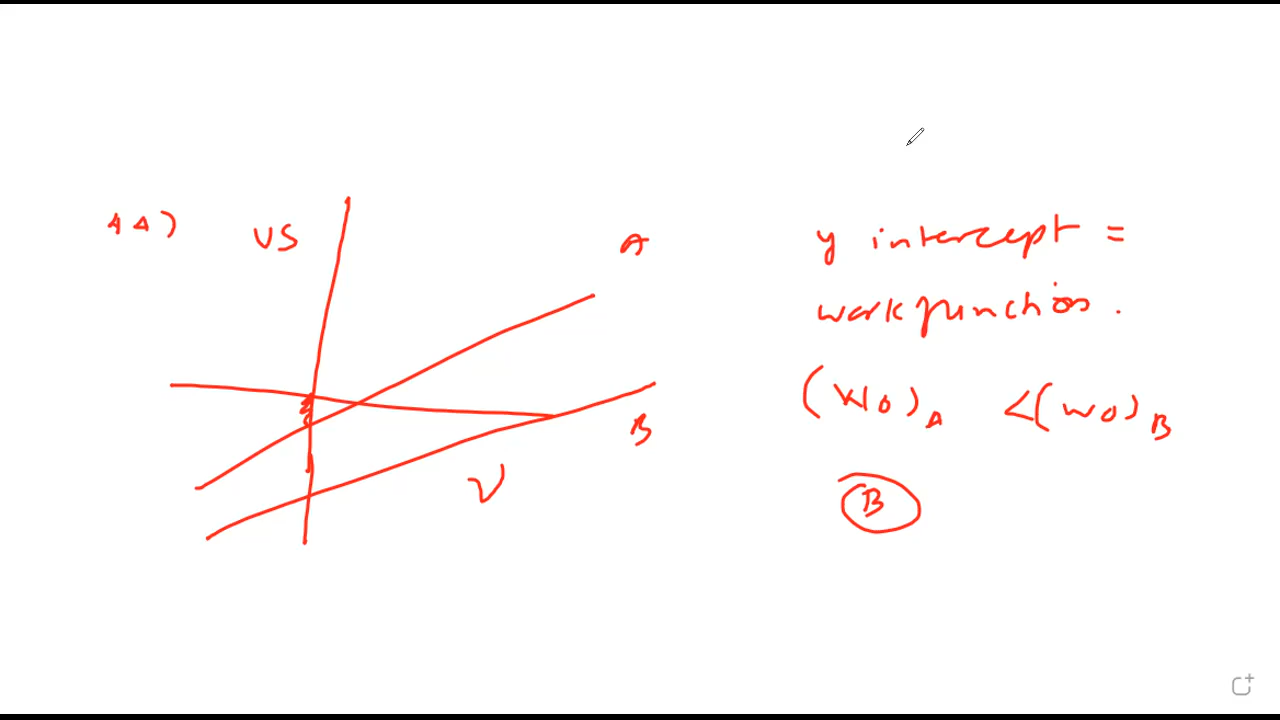 44)
VS
A
B
ν
y intercept =
work function.
(W0)A < (W0)B
B